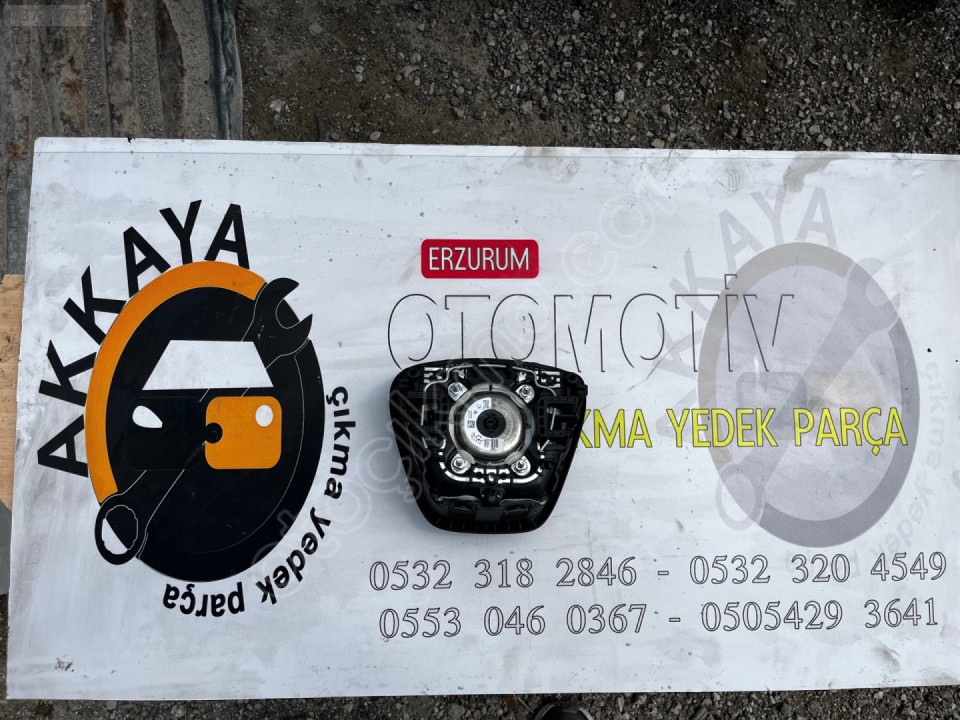 AKKAYA
çıkma yedek parça
ERZURUM
OTOMOTİV
KMA YEDEK PARÇA
0532 318 2846 - 0532 320 4549
0553 046 0367 - 0505429 3641
AKKAYA